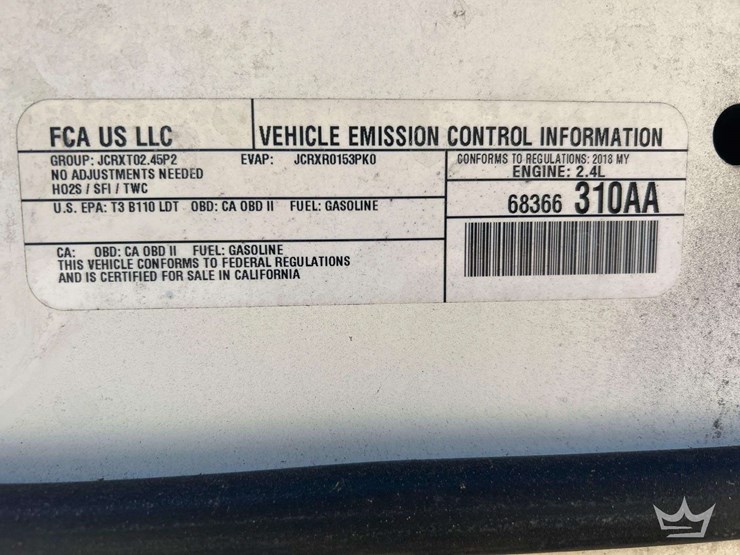 FCA US LLC
VEHICLE EMISSION CONTROL INFORMATION
GROUP: JCRXT02.45P2 EVAP: JCRXR0153PK0
NO ADJUSTMENTS NEEDED
HO2S / SFI / TWC
CONFORMS TO REGULATIONS: 2018 MY
ENGINE: 2.4L
U.S. EPA: T3 B110 LDT OBD: CA OBD II FUEL: GASOLINE
68366 310AA
CA: OBD: CA OBD II FUEL: GASOLINE
THIS VEHICLE CONFORMS TO FEDERAL REGULATIONS
AND IS CERTIFIED FOR SALE IN CALIFORNIA